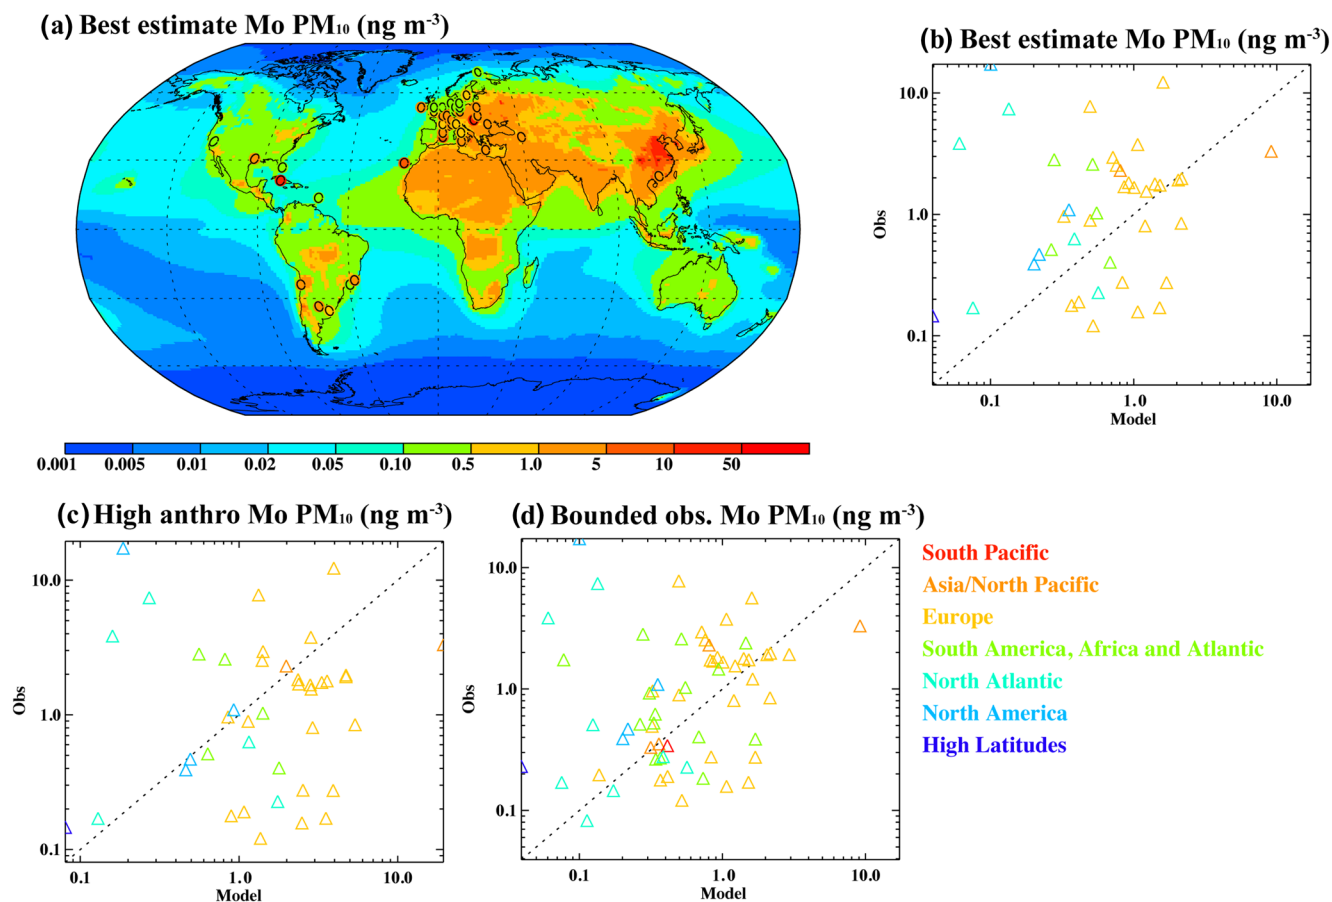 (a) Best estimate Mo PM10 (ng m-3)
0.001 0.005 0.01 0.02 0.05 0.10 0.5 1.0 5 10 50
(b) Best estimate Mo PM10 (ng m-3)
10.0
1.0
0.1
Obs
0.1 1.0 10.0
Model
(c) High anthro Mo PM10 (ng m-3)
10.0
1.0
0.1
Obs
0.1 1.0 10.0
Model
(d) Bounded obs. Mo PM10 (ng m-3)
10.0
1.0
0.1
Obs
0.1 1.0 10.0
Model
South Pacific
Asia/North Pacific
Europe
South America, Africa and Atlantic
North Atlantic
North America
High Latitudes